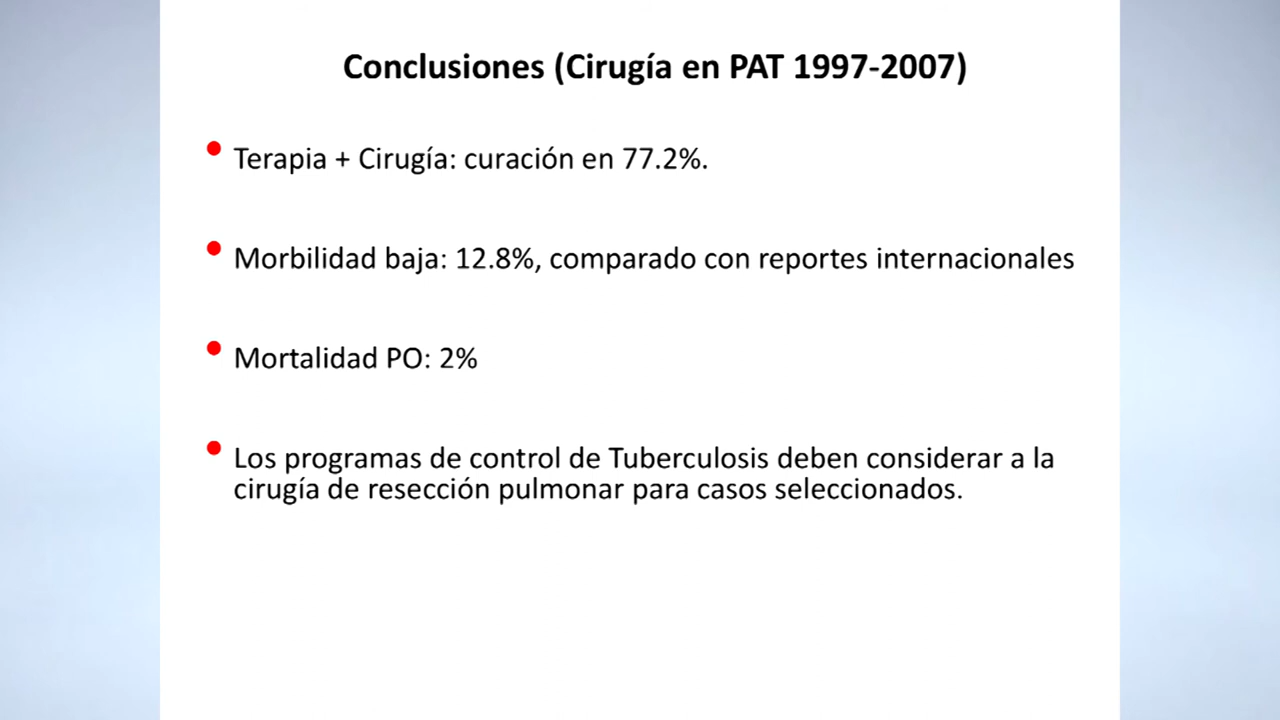 Conclusiones (Cirugía en PAT 1997-2007)
• Terapia + Cirugía: curación en 77.2%.
• Morbilidad baja: 12.8%, comparado con reportes internacionales
• Mortalidad PO: 2%
• Los programas de control de Tuberculosis deben considerar a la
cirugía de resección pulmonar para casos seleccionados.